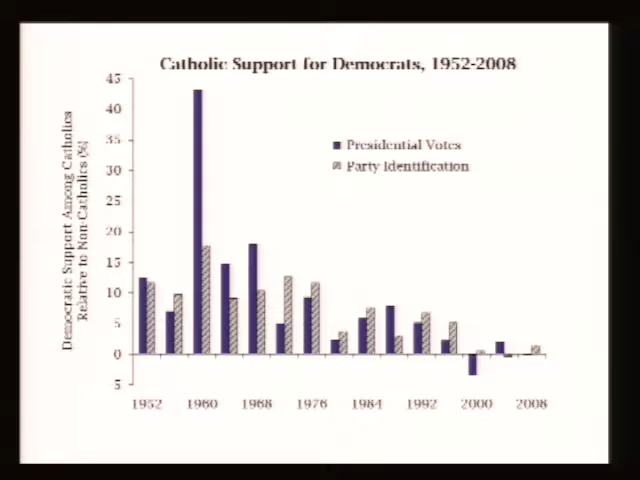 Catholic Support for Democrats, 1952-2008
Democratic Support Among Catholics
Relative to Non-Catholics (%)
45
40
35
30
25
20
15
10
5
0
5
Presidential Votes
Party Identification
1952 1960 1968 1976 1984 1992 2000 2008